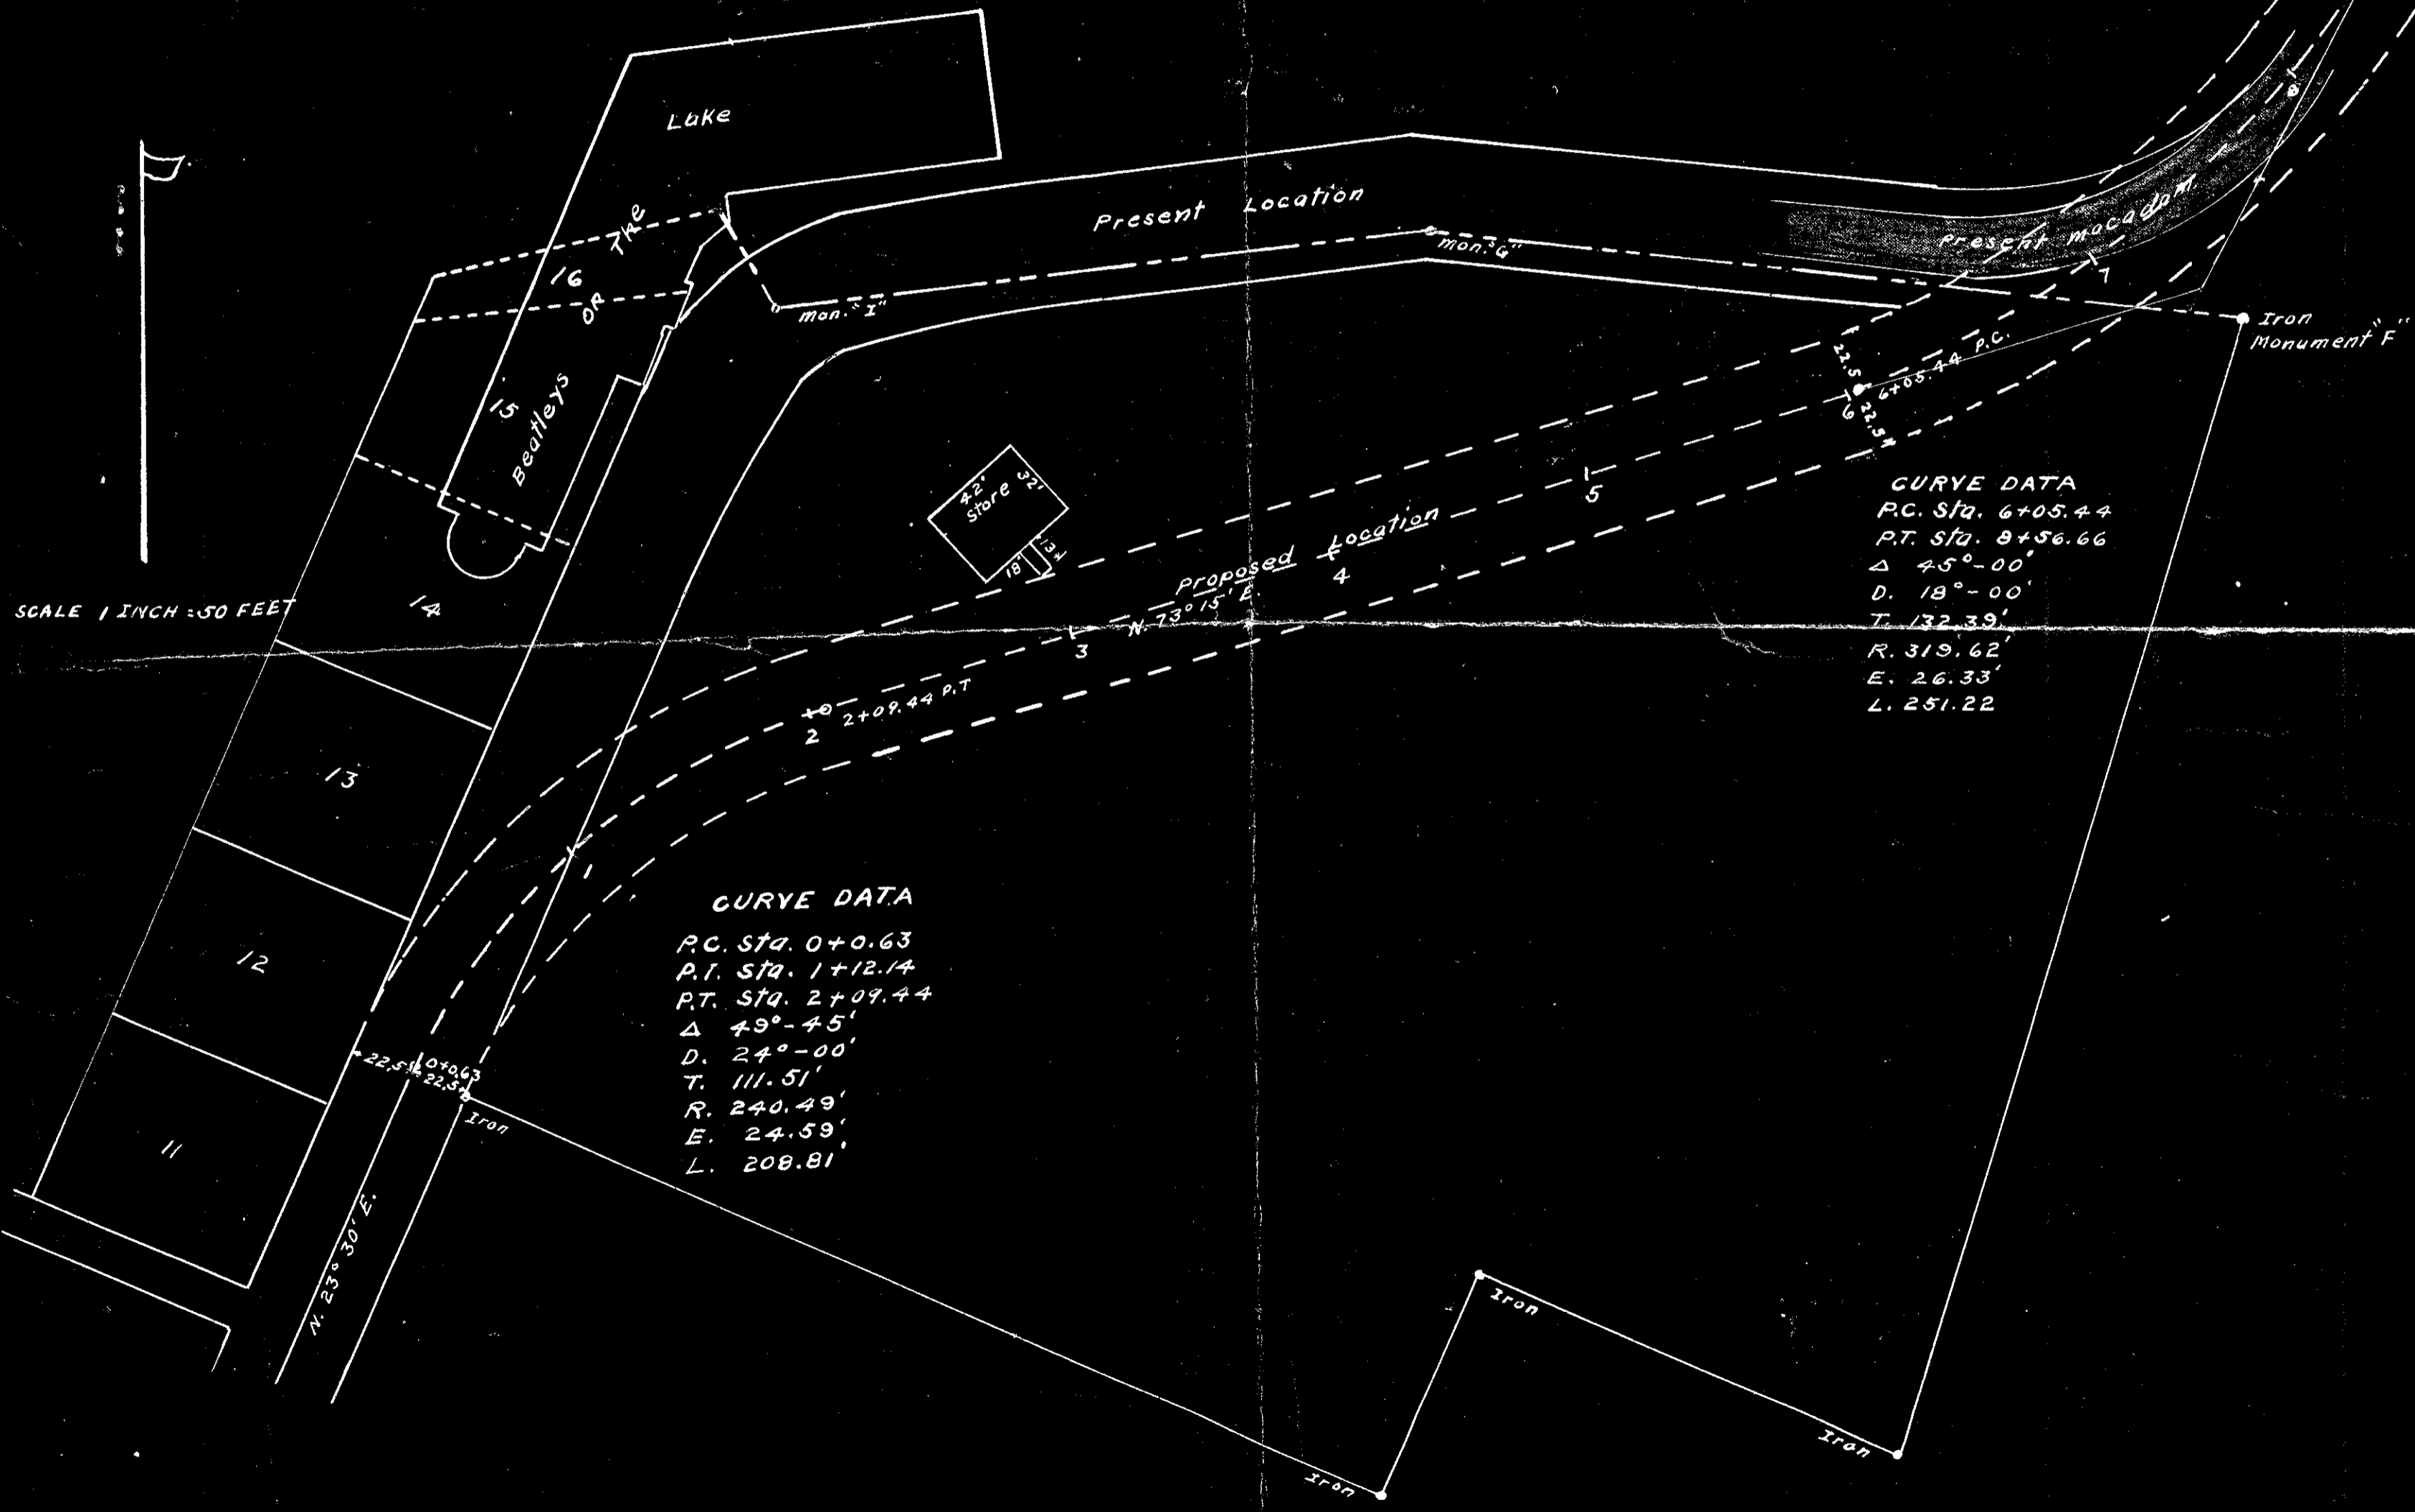 Lake
Present Location
Present macadam
8
7
16
OR
The
mon. "I"
mon. "G"
Iron
Monument "F"
15
Beatleys
22.5
6+05.44 P.C.
6
22.5
42'
Store 32'
18'
13'
5
Proposed Location
4
N. 73° 15' E.
3
2+09.44 P.T
2
1
SCALE 1 INCH = 50 FEET
14
13
12
11
CURVE DATA
P.C. Sta. 6+05.44
P.T. Sta. 8+56.66
Δ 45°-00'
D. 18°-00'
T. 132.39'
R. 319.62'
E. 26.33'
L. 251.22
CURVE DATA
P.C. Sta. 0+0.63
P.I. Sta. 1+12.14
P.T. Sta. 2+09.44
Δ 49°-45'
D. 24°-00'
T. 111.51'
R. 240.49'
E. 24.59'
L. 208.81'
22.5
0+0.63
22.5
Iron
N. 23° 30' E.
Iron
Iron
Iron